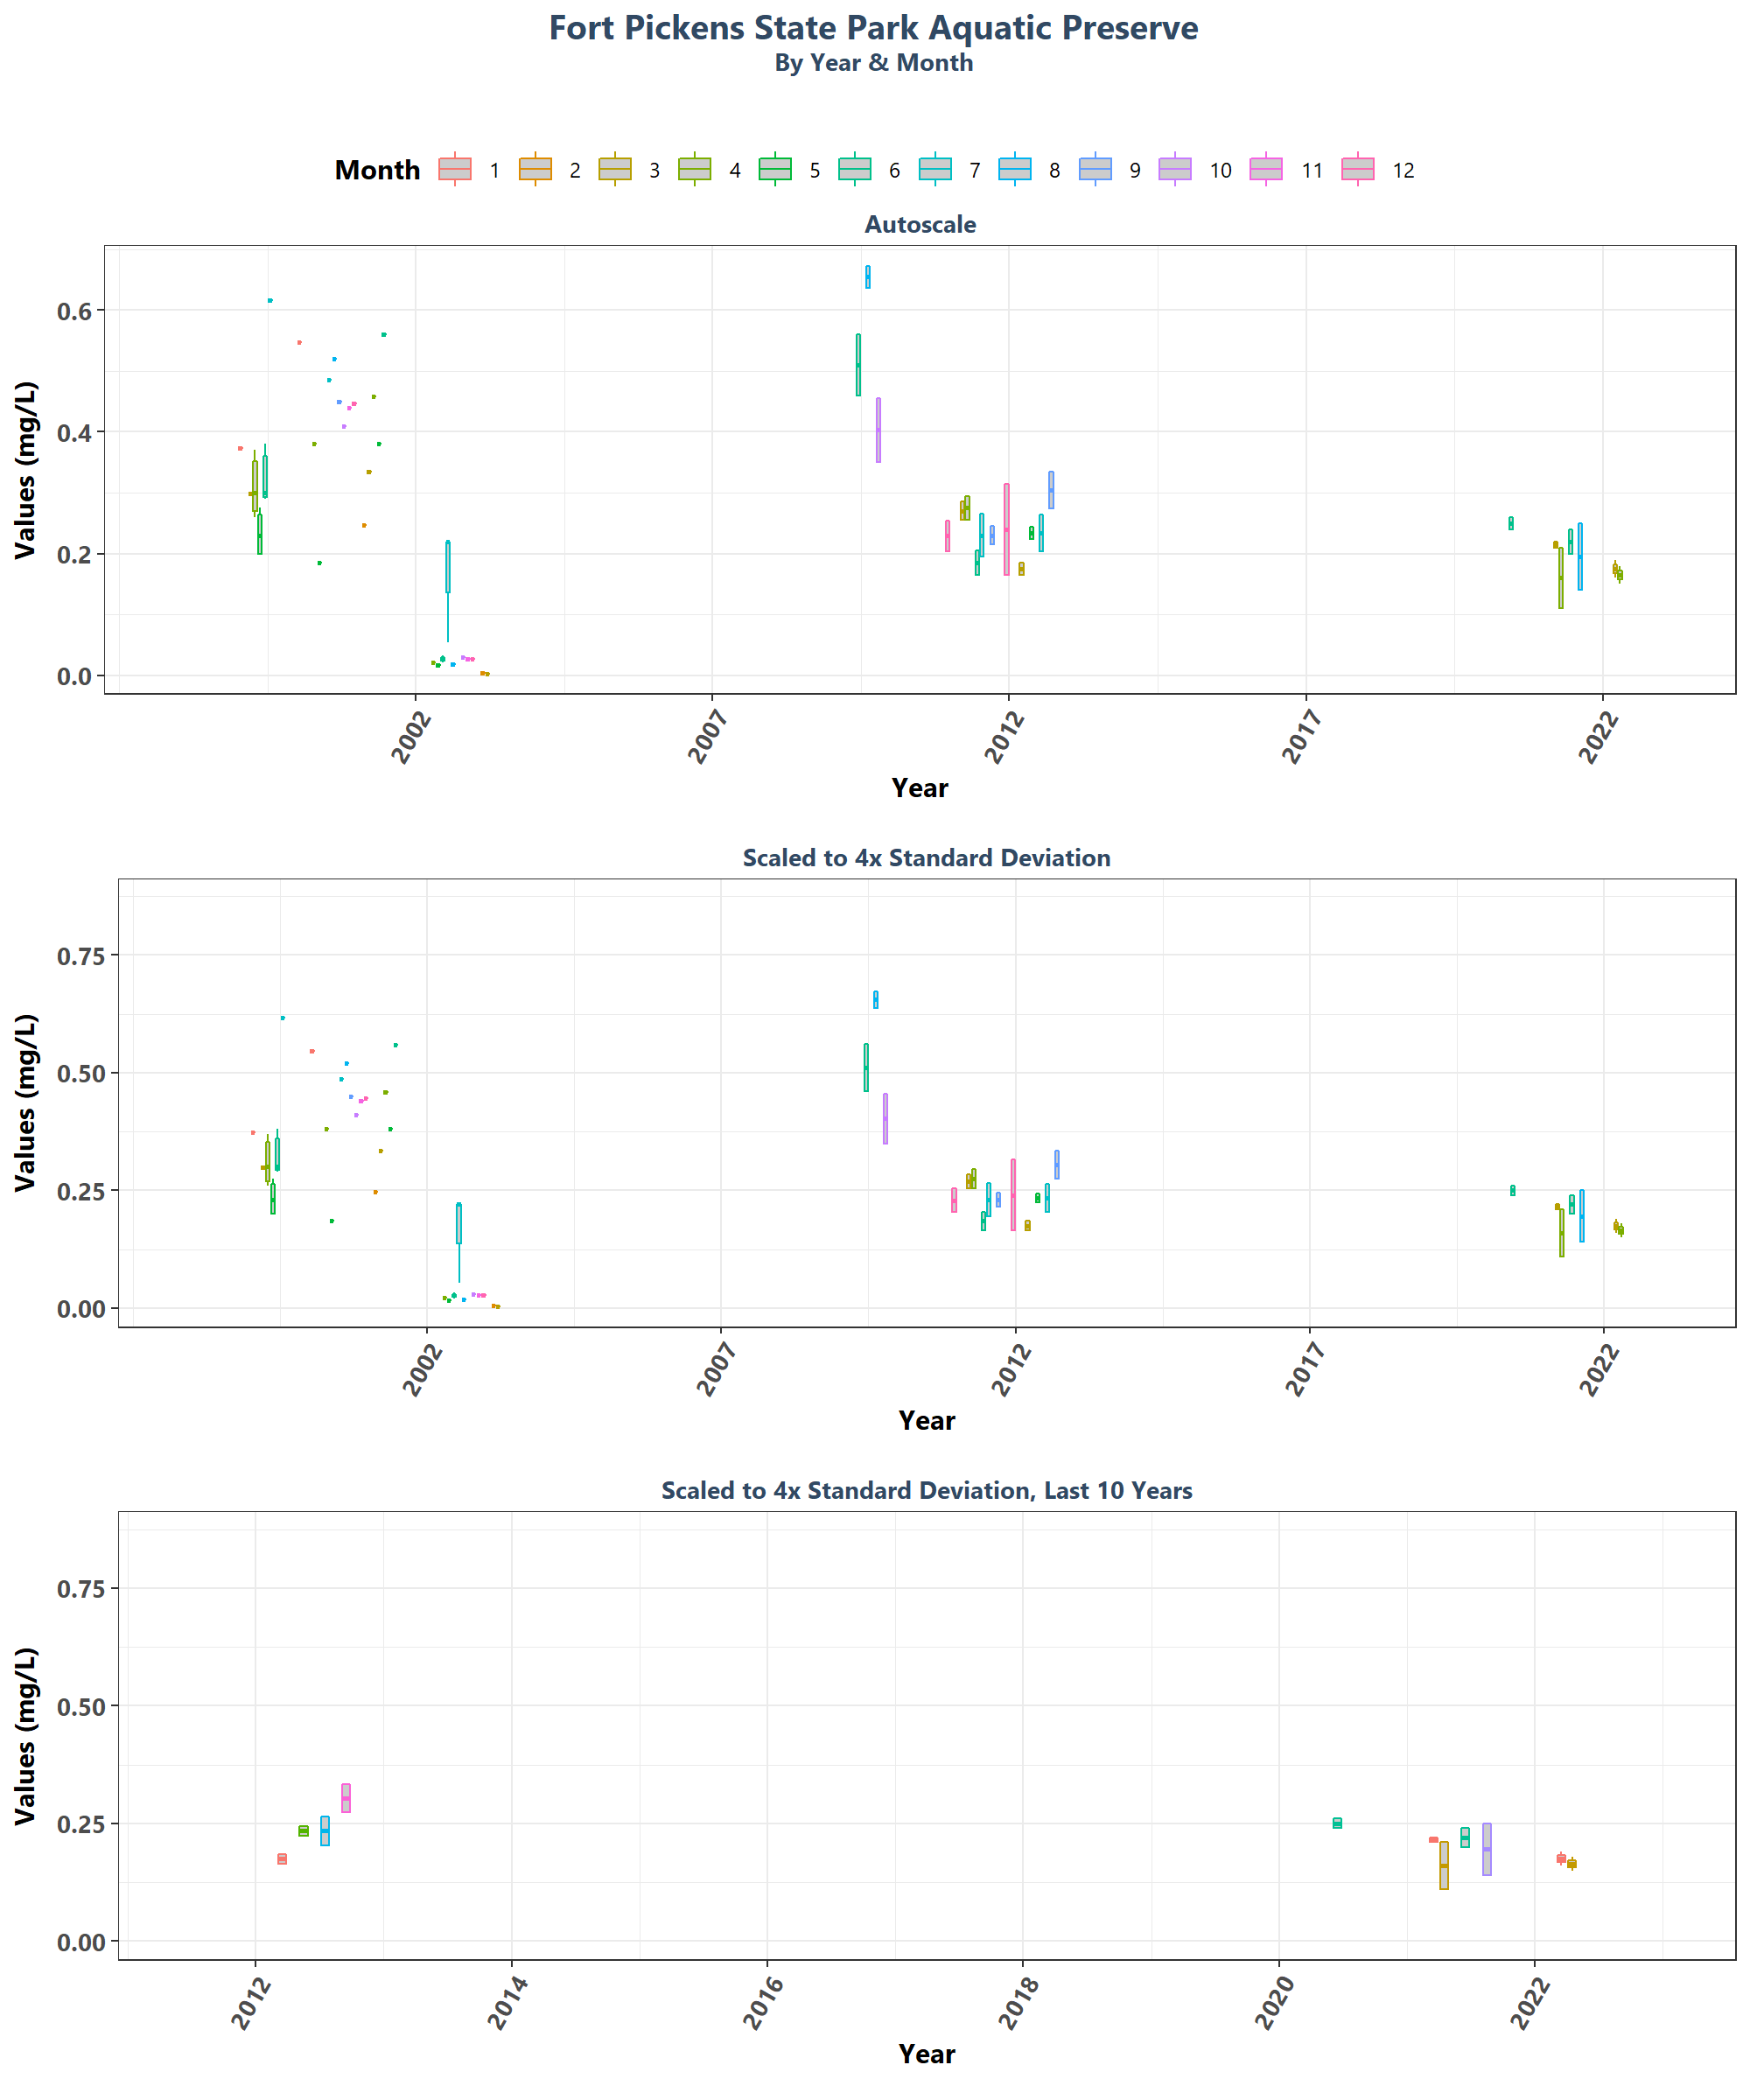 Fort Pickens State Park Aquatic Preserve
By Year & Month
Month 1 2 3 4 5 6 7 8 9 10 11 12
Autoscale
Values (mg/L)
0.6
0.4
0.2
0.0
2002 2007 2012 2017 2022
Year
Scaled to 4x Standard Deviation
Values (mg/L)
0.75
0.50
0.25
0.00
2002 2007 2012 2017 2022
Year
Scaled to 4x Standard Deviation, Last 10 Years
Values (mg/L)
0.75
0.50
0.25
0.00
2012 2014 2016 2018 2020 2022
Year